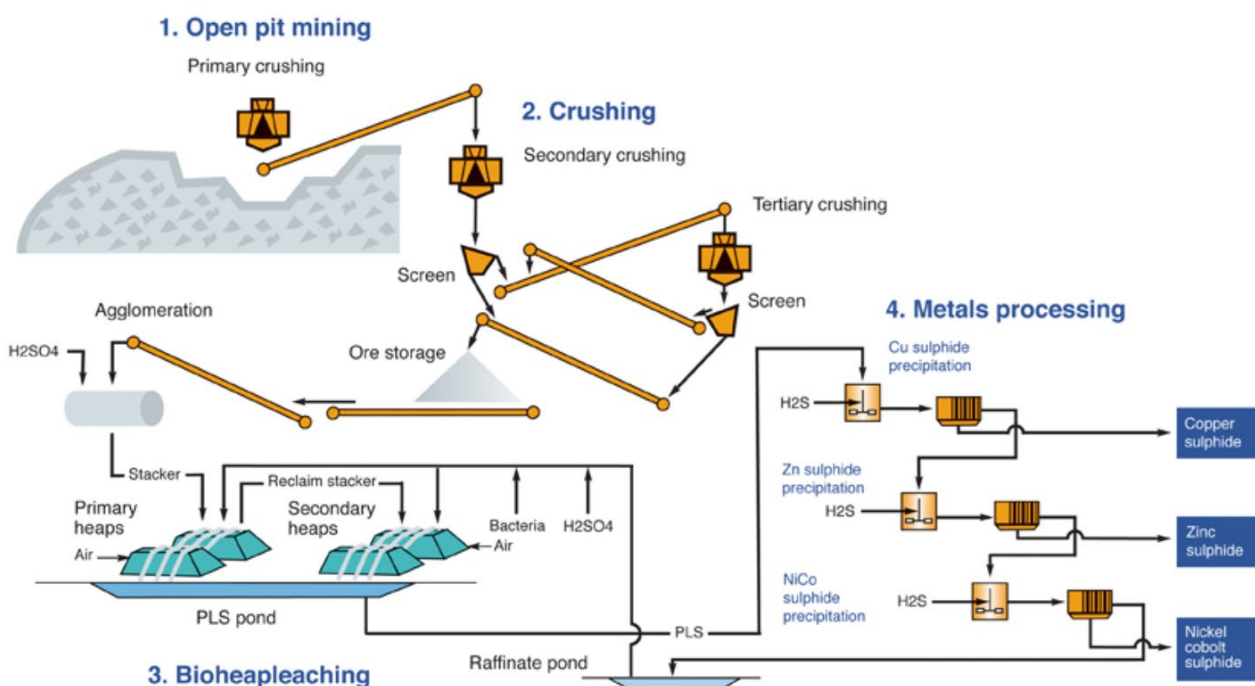 1. Open pit mining
Primary crushing
2. Crushing
Secondary crushing
Tertiary crushing
Screen
Screen
Agglomeration
H2SO4
Ore storage
Stacker
Reclaim stacker
Primary
heaps
Secondary
heaps
Air
Air
Bacteria
H2SO4
PLS pond
PLS
Raffinate pond
3. Bioheapleaching
4. Metals processing
Cu sulphide
precipitation
H2S
Copper
sulphide
Zn sulphide
precipitation
H2S
Zinc
sulphide
NiCo
sulphide
precipitation
H2S
Nickel
cobolt
sulphide